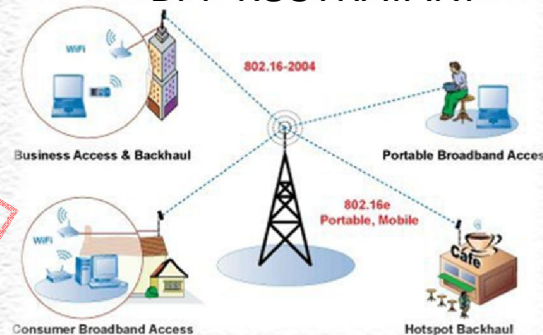 WiFi
802.16-2004
Business Access & Backhaul
Portable Broadband Acces
802.16e
Portable, Mobile
WiFi
Cafe
Consumer Broadband Access
Hotspot Backhaul